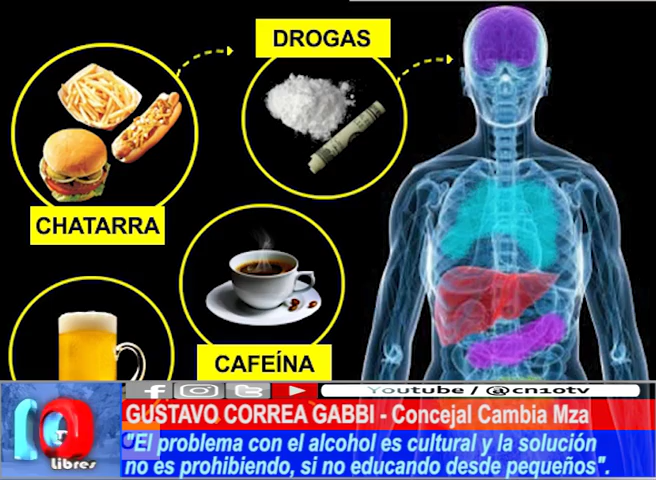 DROGAS
CHATARRA
CAFEÍNA
Youtube / @cn10tv
GUSTAVO CORREA GABBI - Concejal Cambia Mza
"El problema con el alcohol es cultural y la solución
no es prohibiendo, si no educando desde pequeños".
libres